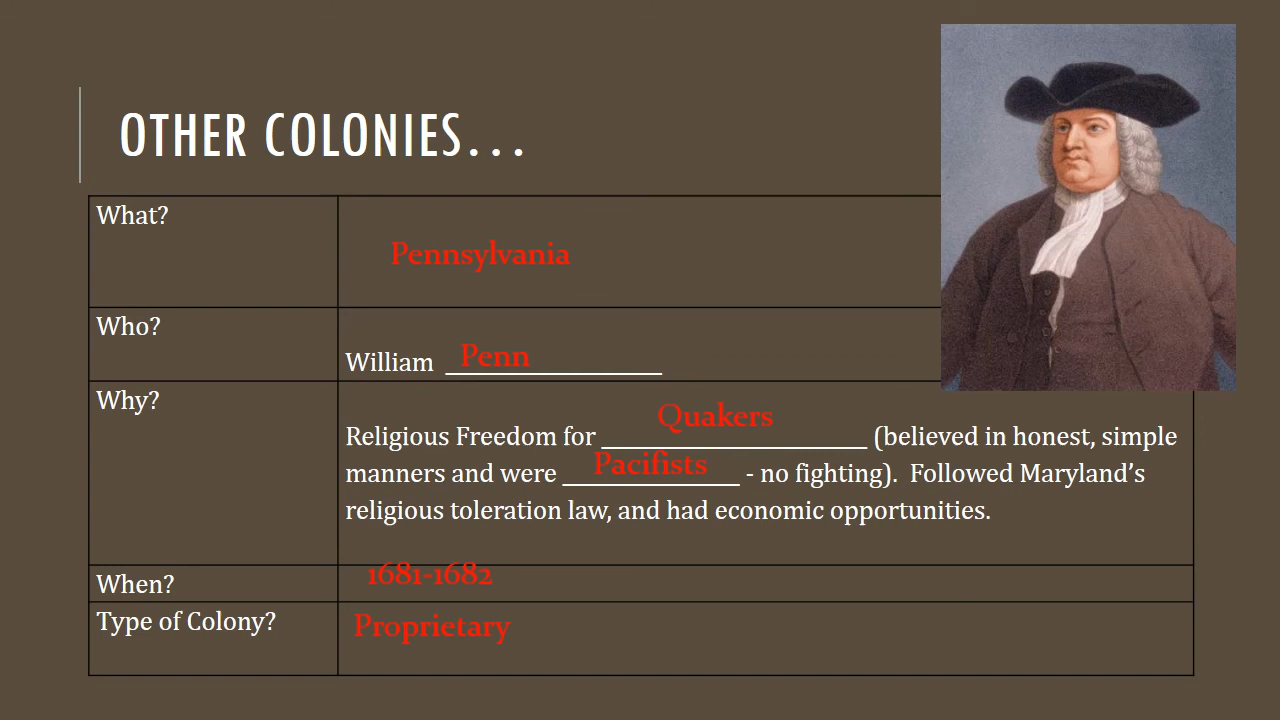 OTHER COLONIES...
What?
Pennsylvania
Who?
William Penn
Why?
Religious Freedom for Quakers (believed in honest, simple
manners and were Pacifists - no fighting). Followed Maryland’s
religious toleration law, and had economic opportunities.
When?
1681-1682
Type of Colony?
Proprietary